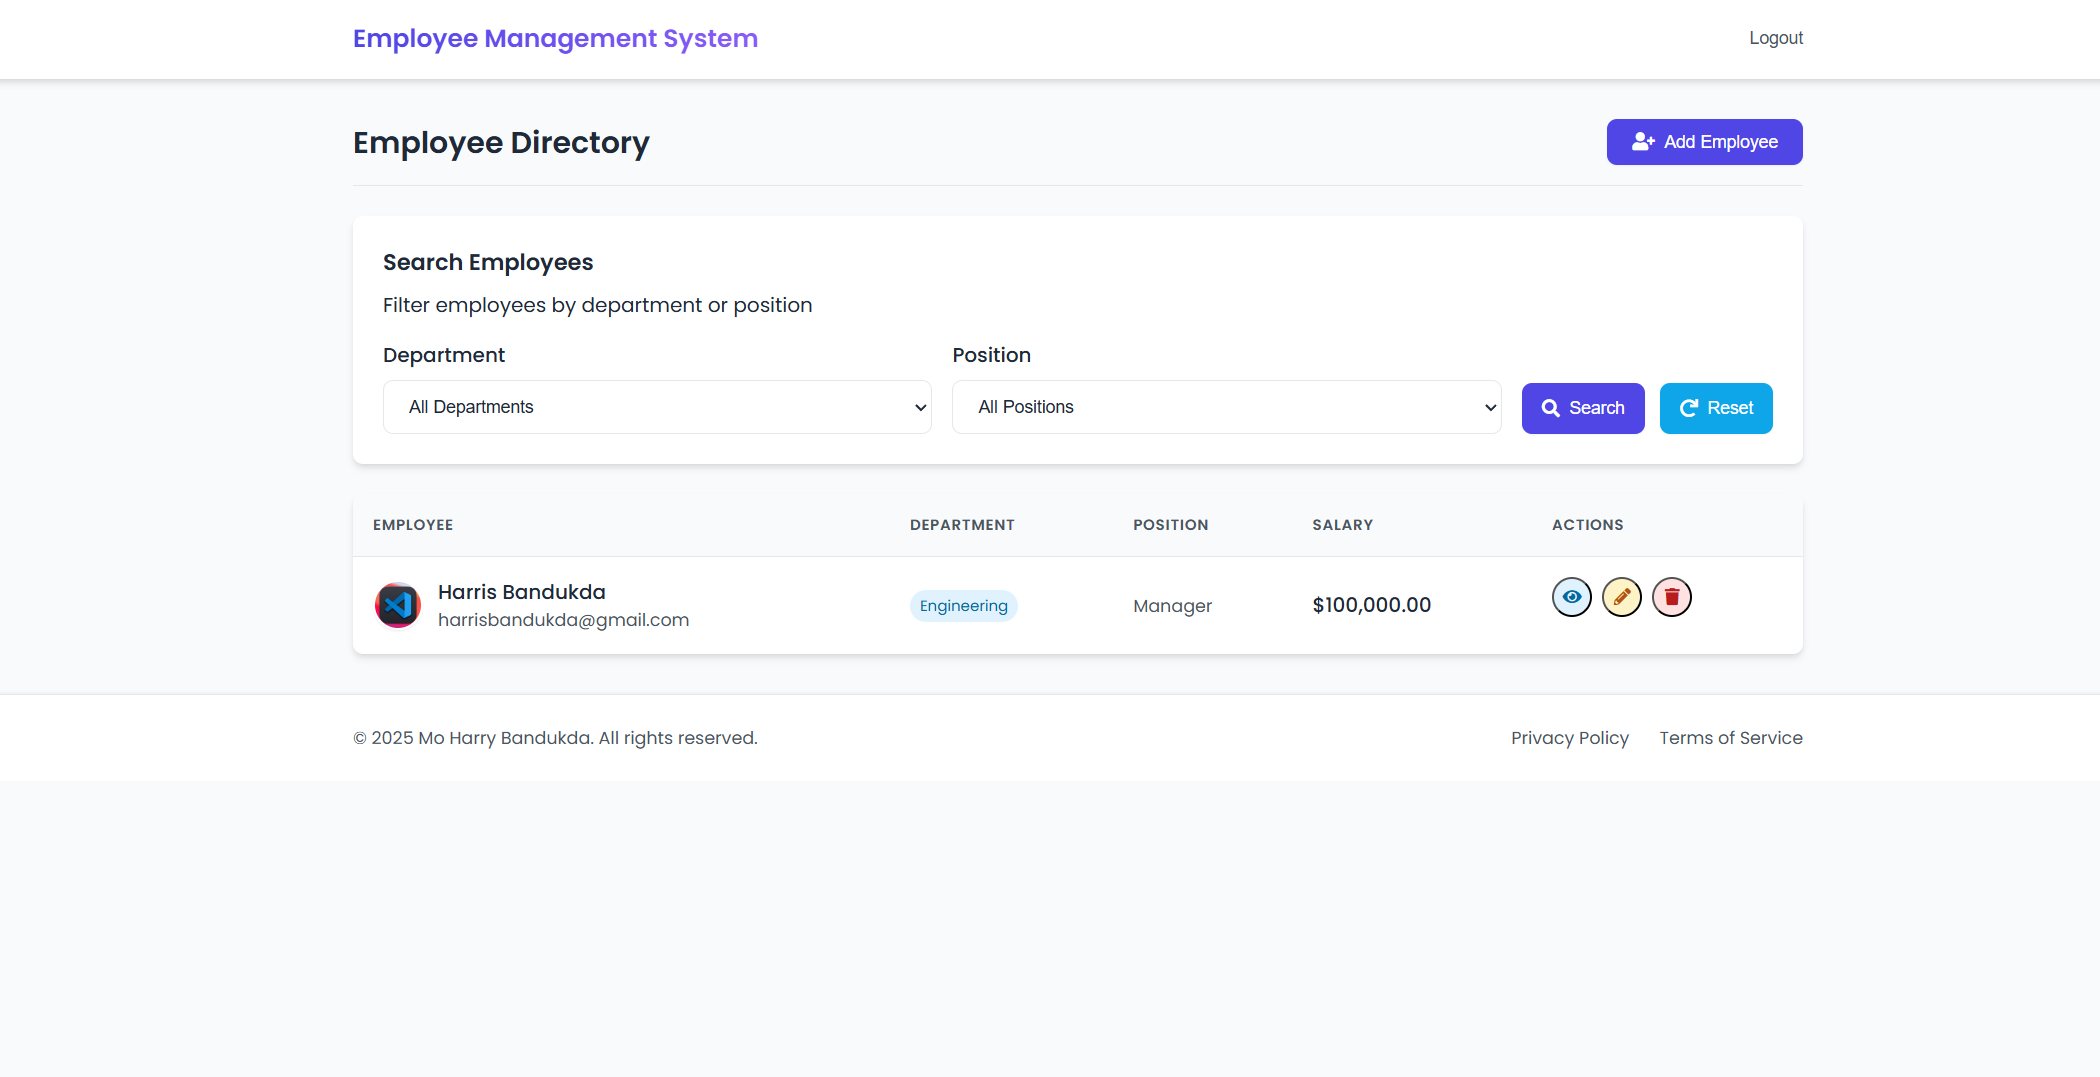 Employee Management System
Logout
Employee Directory
Add Employee
Search Employees
Filter employees by department or position
Department
Position
All Departments
All Positions
Search
Reset
EMPLOYEE DEPARTMENT POSITION SALARY ACTIONS
Harris Bandukda
harrisbandukda@gmail.com
Engineering
Manager
$100,000.00
© 2025 Mo Harry Bandukda. All rights reserved.
Privacy Policy
Terms of Service